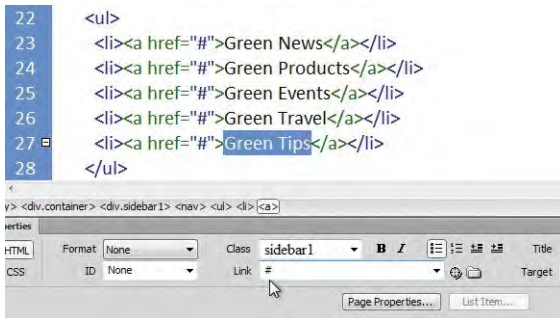 22 <ul>
23 <li><a href="#">Green News</a></li>
24 <li><a href="#">Green Products</a></li>
25 <li><a href="#">Green Events</a></li>
26 <li><a href="#">Green Travel</a></li>
27 <li><a href="#">Green Tips</a></li>
28 </ul>
y> <div.container> <div.sidebar1> <nav> <ul> <li> <a>
perties
HTML Format None Class sidebar1 B I Title
CSS ID None Link # Target
Page Properties... List Item...